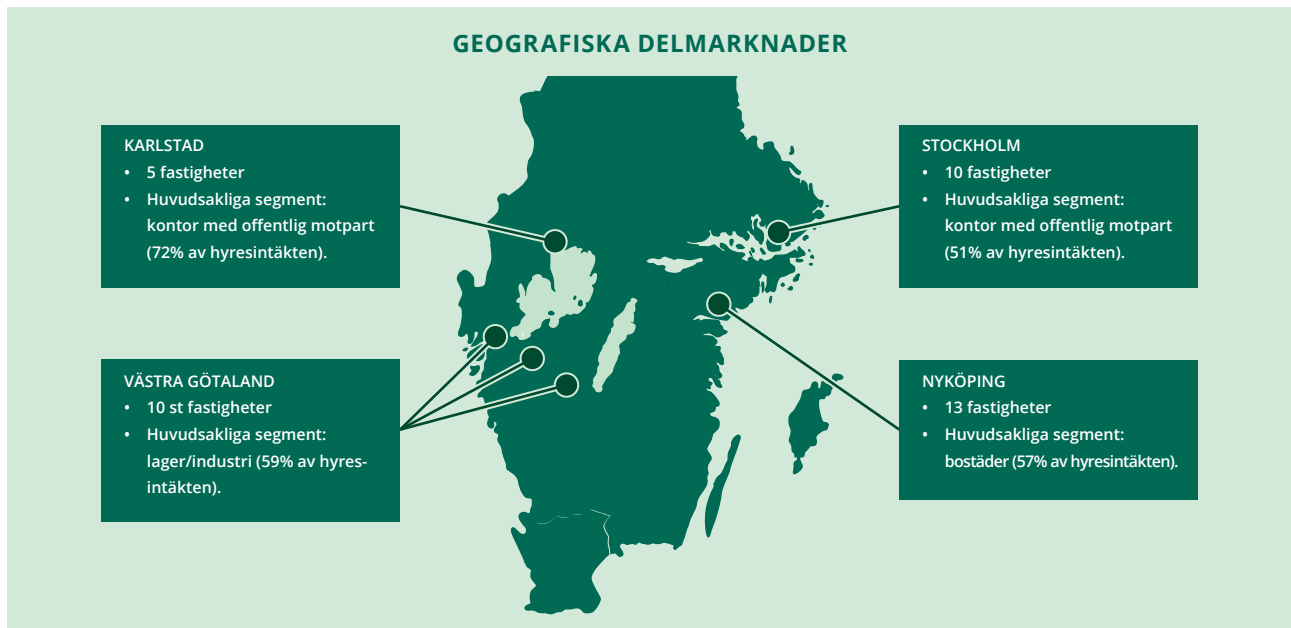 GEOGRAFISKA DELMARKNADER
KARLSTAD
• 5 fastigheter
• Huvudsakliga segment:
kontor med offentlig motpart
(72% av hyresintäkten).
VÄSTRA GÖTALAND
• 10 st fastigheter
• Huvudsakliga segment:
lager/industri (59% av hyres-
intäkten).
STOCKHOLM
• 10 fastigheter
• Huvudsakliga segment:
kontor med offentlig motpart
(51% av hyresintäkten).
NYKÖPING
• 13 fastigheter
• Huvudsakliga segment:
bostäder (57% av hyresintäkten).